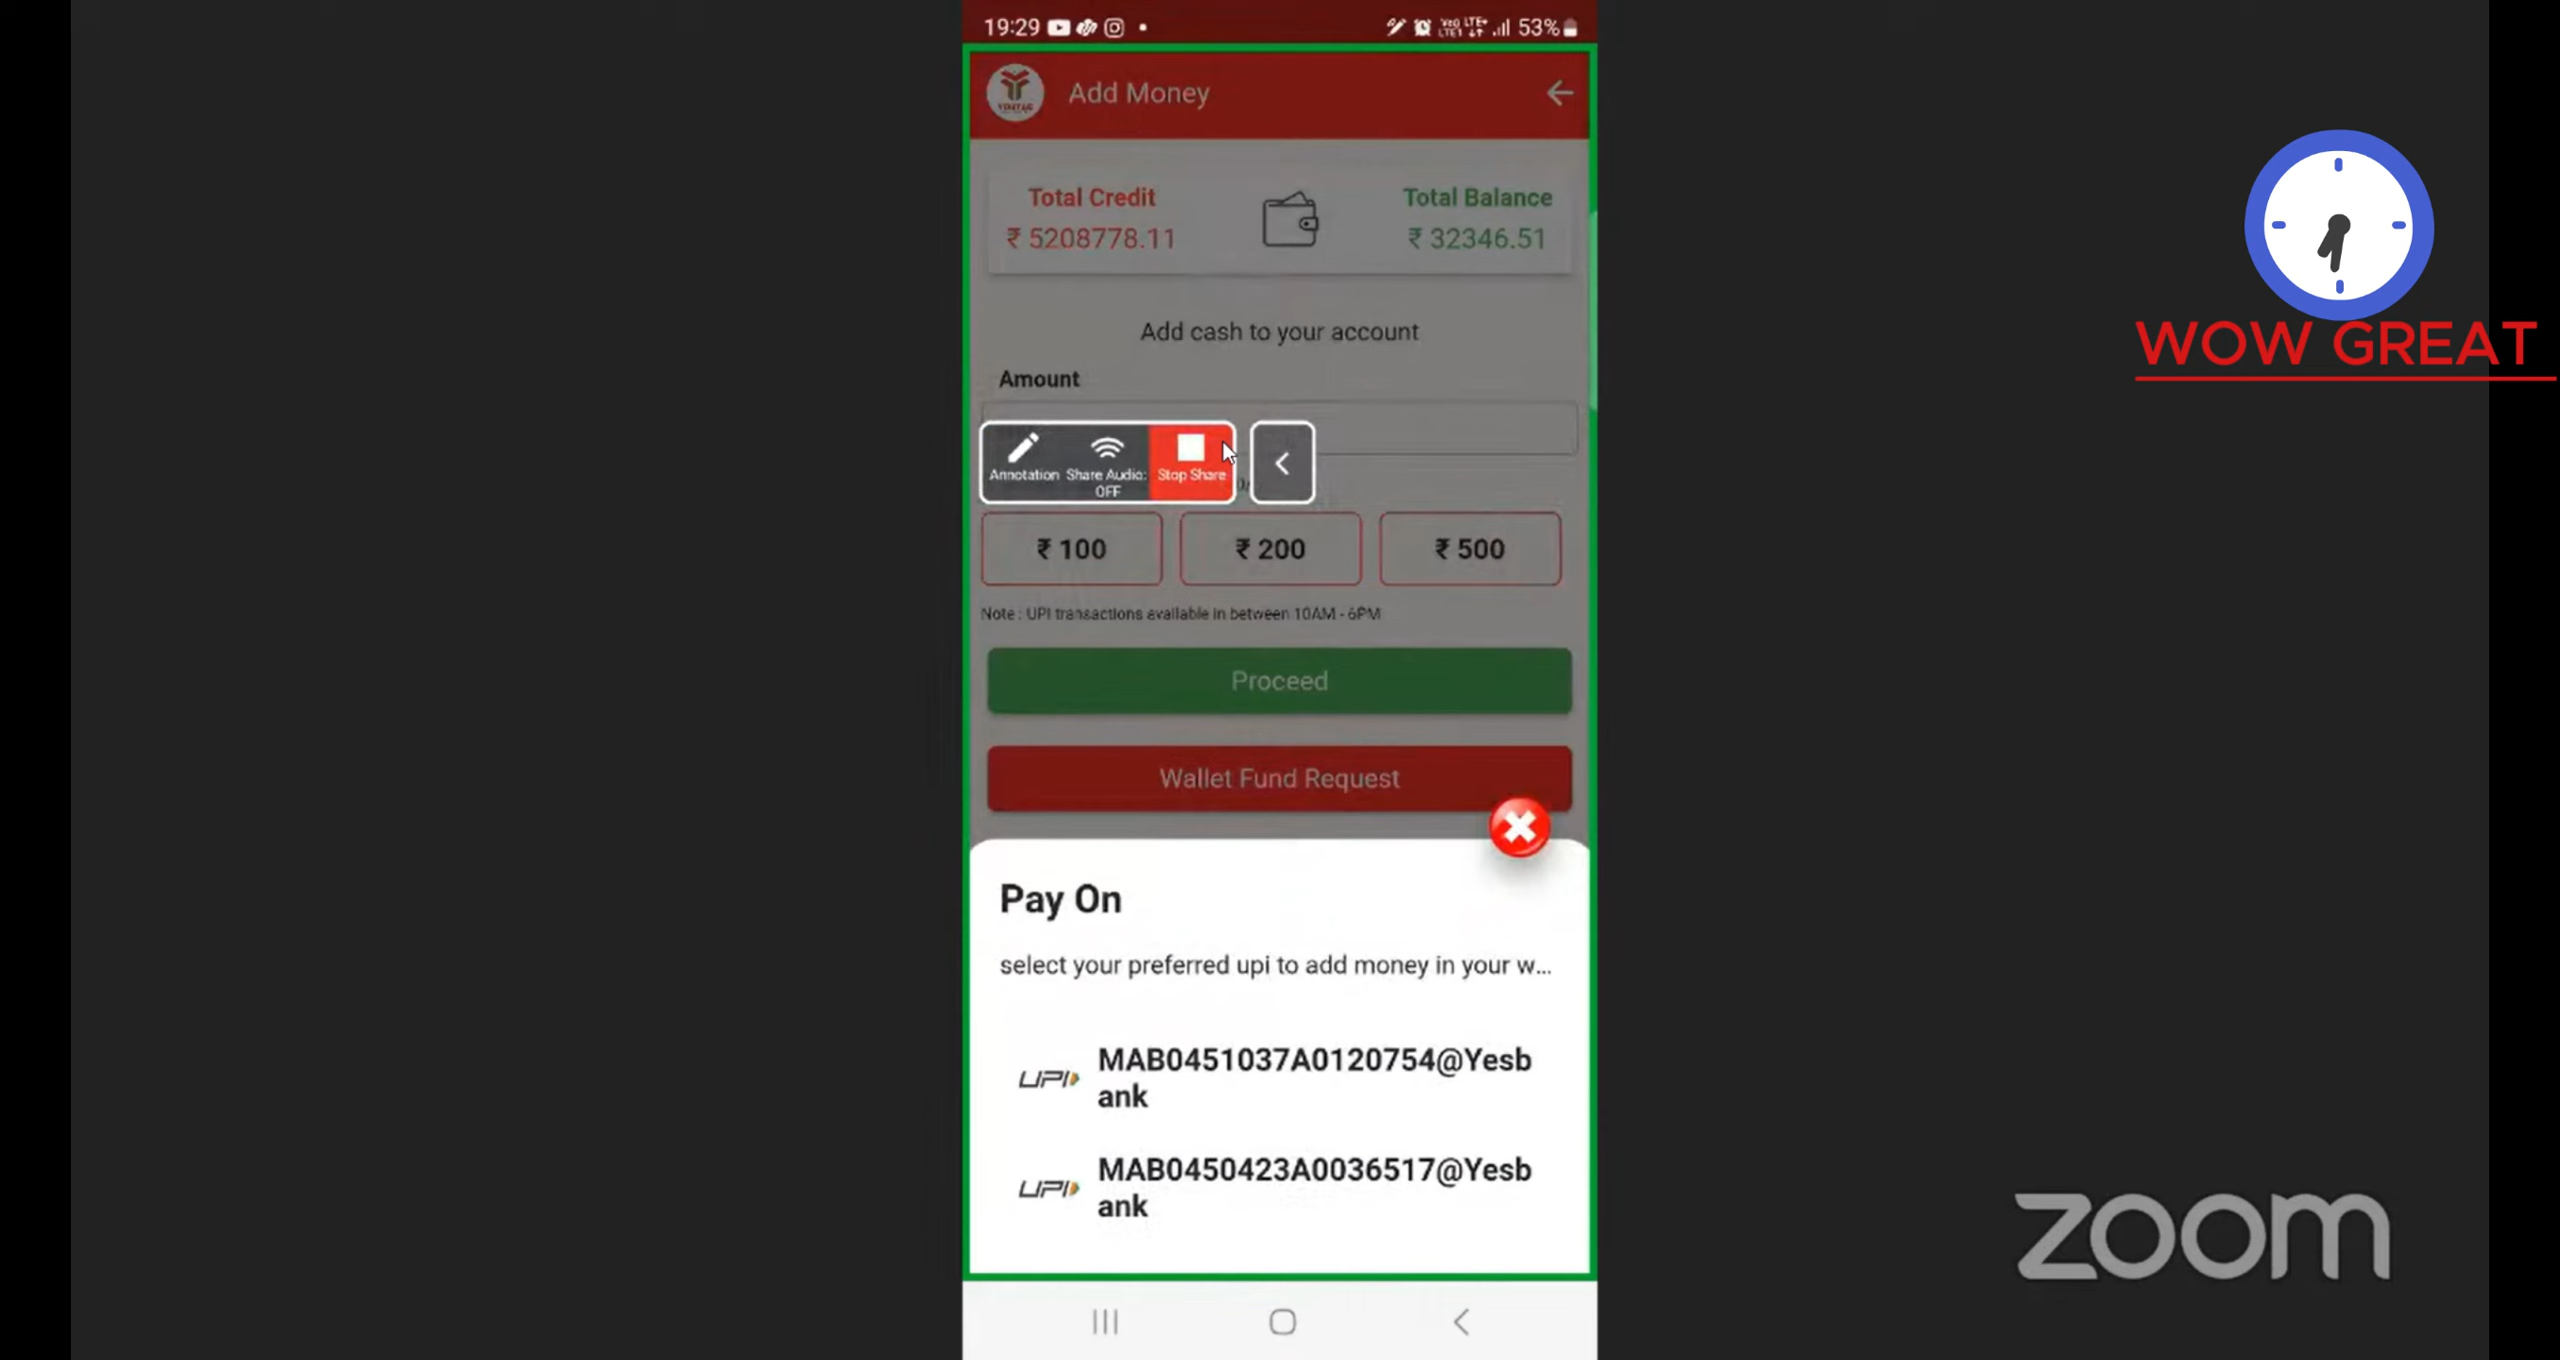 19:29
53%
Add Money
Total Credit
Total Balance
₹ 5208778.11
₹ 32346.51
WOW GREAT
Add cash to your account
Amount
Annotation
Share Audio:
OFF
Stop Share
₹ 100
₹ 200
₹ 500
Note : UPI transactions available in between 10AM - 6PM
Proceed
Wallet Fund Request
Pay On
select your preferred upi to add money in your w...
UPI
MAB0451037A0120754@Yesb
ank
UPI
MAB0450423A0036517@Yesb
ank
zoom